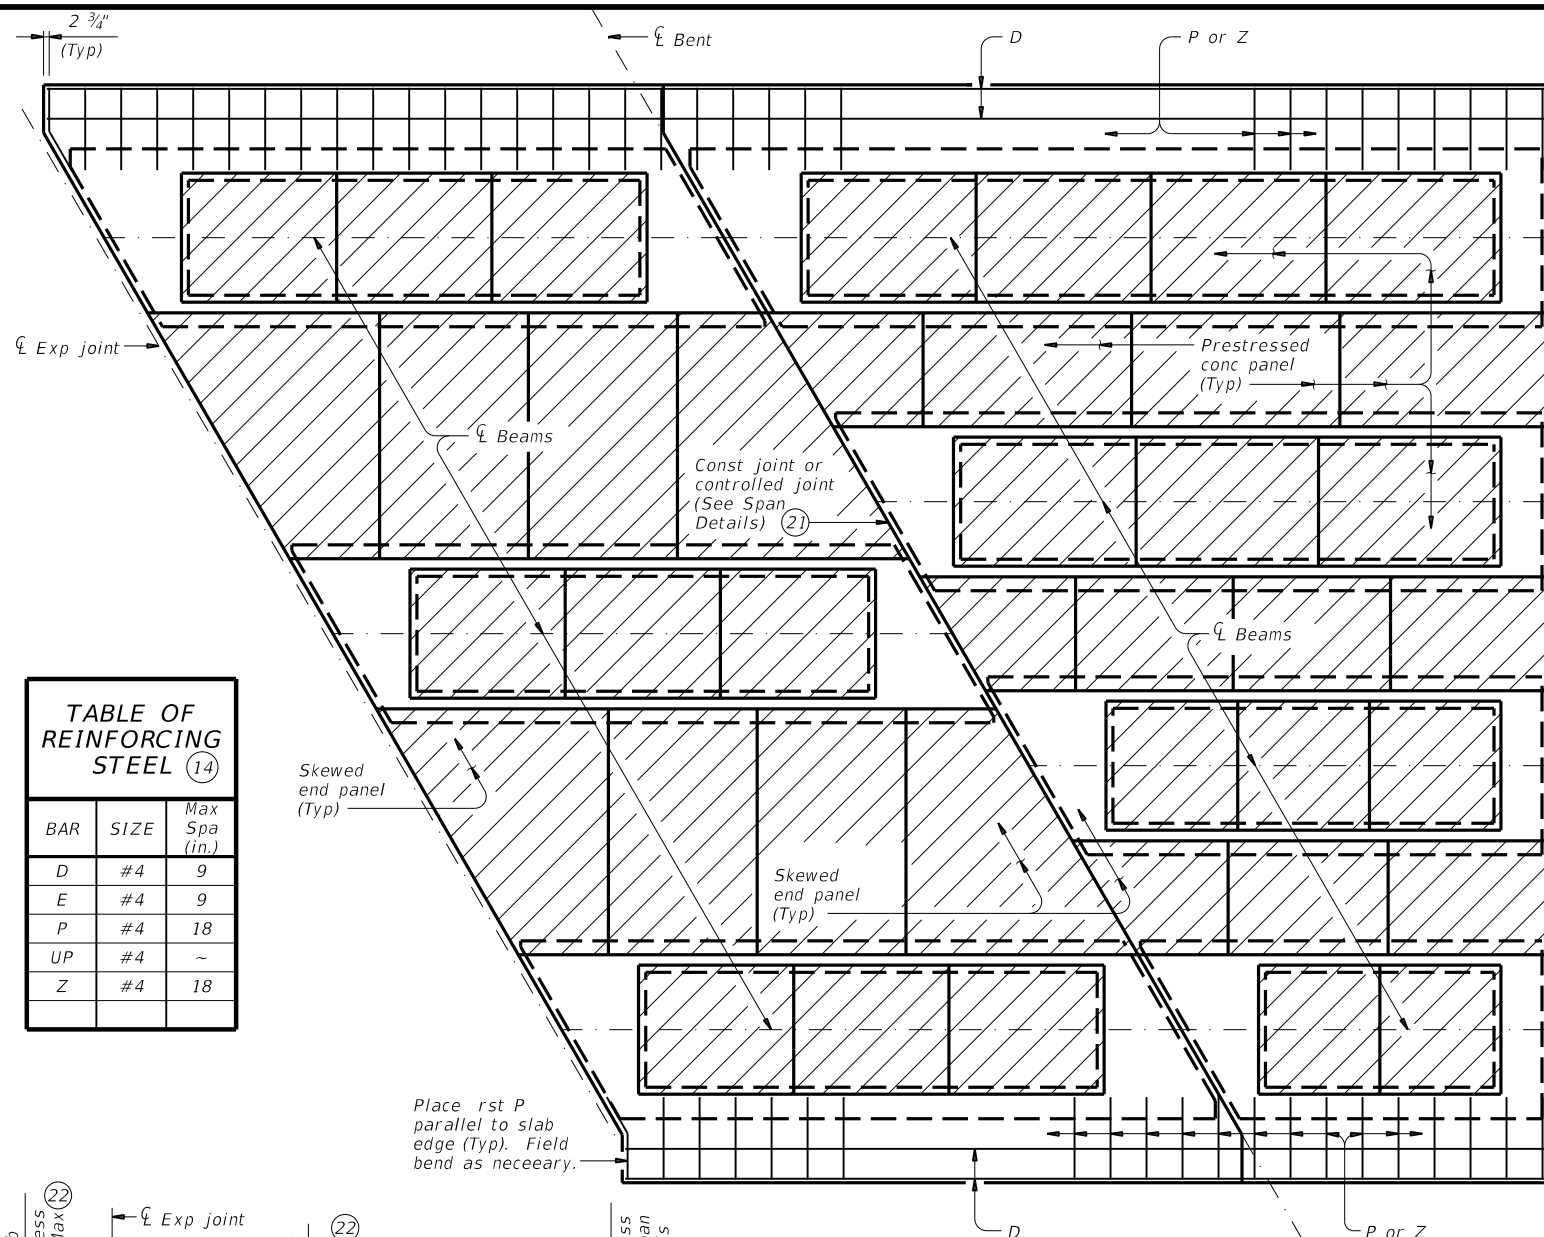 2 ¾"
(Typ)
℄ Bent
D
P or Z
℄ Exp joint
Prestressed
conc panel
(Typ)
℄ Beams
Const joint or
controlled joint
(See Span
Details) 21
℄ Beams
TABLE OF
REINFORCING
STEEL 14
BAR SIZE Max Spa (in.)
D #4 9
E #4 9
P #4 18
UP #4 ~
Z #4 18
Skewed
end panel
(Typ)
Skewed
end panel
(Typ)
Place rst P
parallel to slab
edge (Typ). Field
bend as neceeary.
22
Max
℄ Exp joint
22
D
P or Z